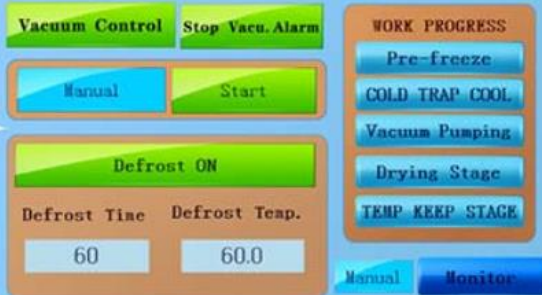 Vacuum Control
Stop Vacu. Alarm
Manual
Start
Defrost ON
Defrost Time
Defrost Temp.
60
60.0
WORK PROGRESS
Pre-freeze
COLD TRAP COOL
Vacuum Pumping
Drying Stage
TEMP KEEP STAGE
Manual
Monitor